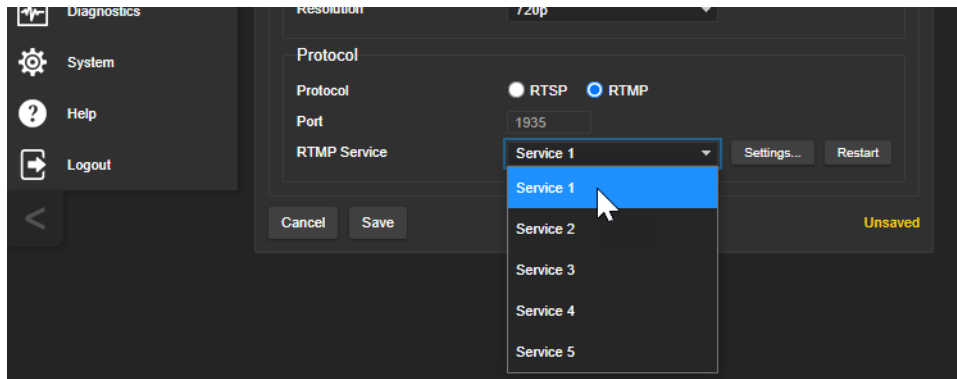 Diagnostics
Resolution 720p
System
Protocol
Protocol RTSP RTMP
Help
Port 1935
Logout
RTMP Service Service 1 Settings... Restart
Service 1
<
Cancel Save Unsaved
Service 2
Service 3
Service 4
Service 5